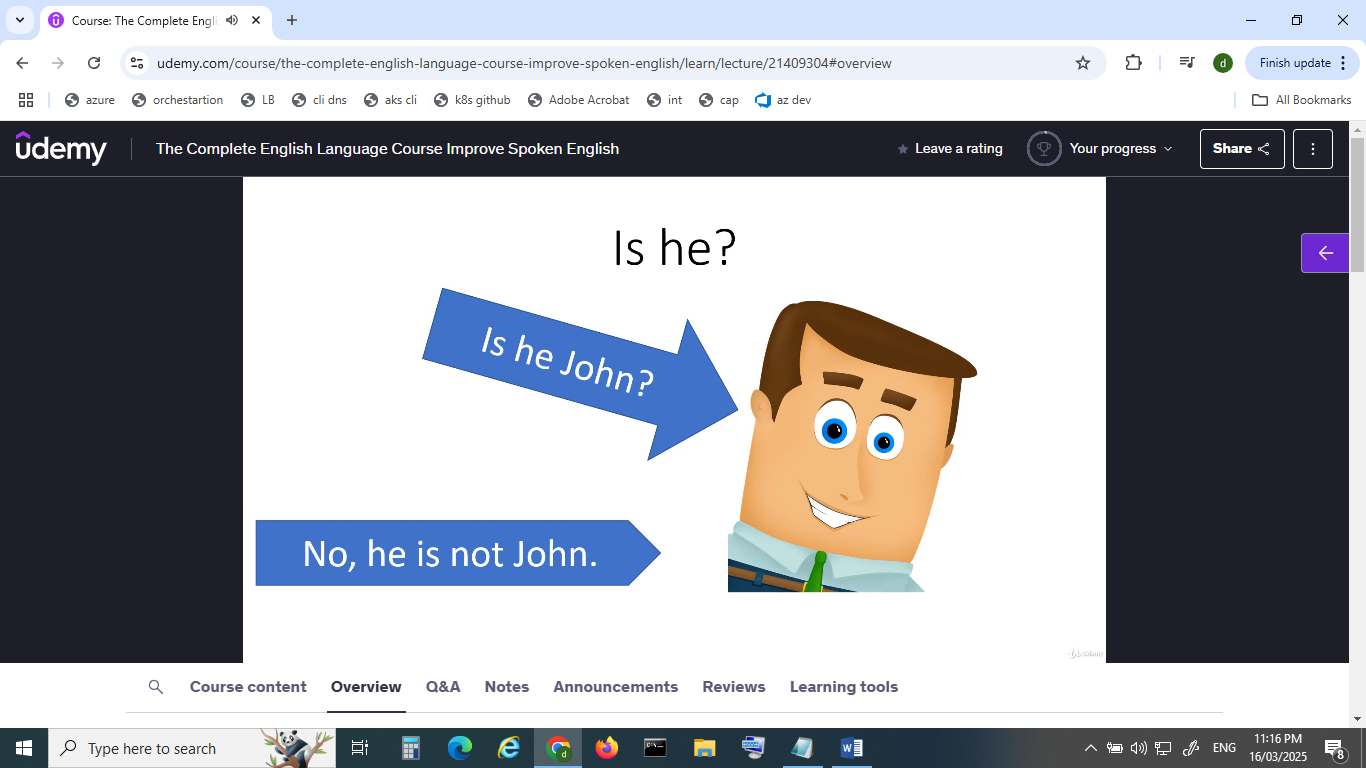 Course: The Complete Engli
udemy.com/course/the-complete-english-language-course-improve-spoken-english/learn/lecture/21409304#overview
d
Finish update
azure
orchestartion
LB
cli dns
aks cli
k8s github
Adobe Acrobat
int
cap
az dev
All Bookmarks
udemy
The Complete English Language Course Improve Spoken English
Leave a rating
Your progress
Share
Is he?
Is he John?
No, he is not John.
Udemy
Course content
Overview
Q&A
Notes
Announcements
Reviews
Learning tools
Type here to search
ENG
11:16 PM
16/03/2025
8